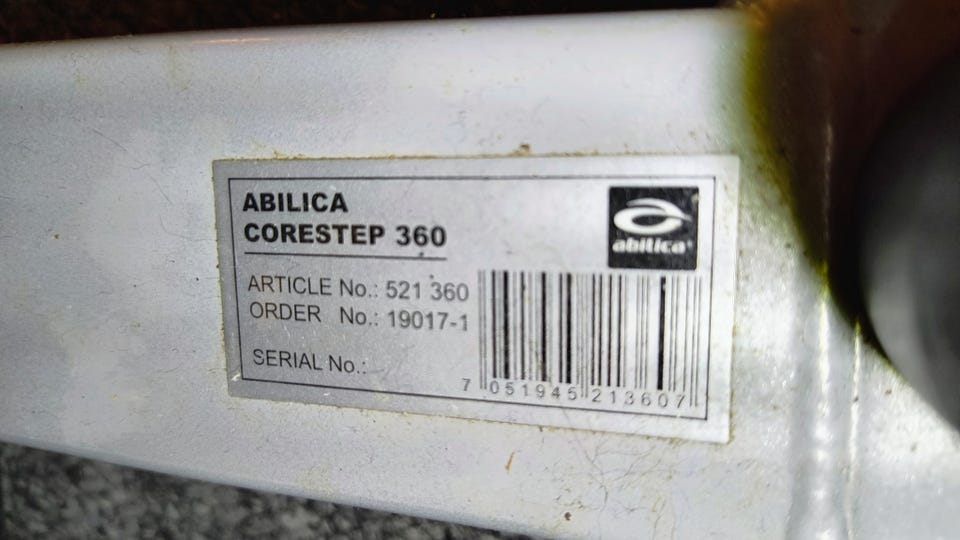 ABILICA
CORESTEP 360
abilica
ARTICLE No.: 521 360
ORDER No.: 19017-1
SERIAL No.:
7 051945 213607